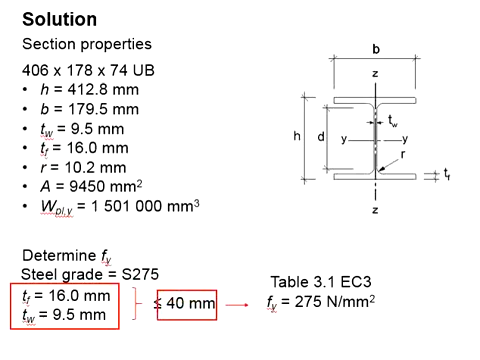 Solution
Section properties
406 x 178 x 74 UB
• h = 412.8 mm
• b = 179.5 mm
• tw = 9.5 mm
• tf = 16.0 mm
• r = 10.2 mm
• A = 9450 mm²
• Wpl,y = 1 501 000 mm³
b
z
tw
h
d
y
y
r
tf
z
Determine fy
Steel grade = S275
tf = 16.0 mm
tw = 9.5 mm
≤ 40 mm
Table 3.1 EC3
fy = 275 N/mm²